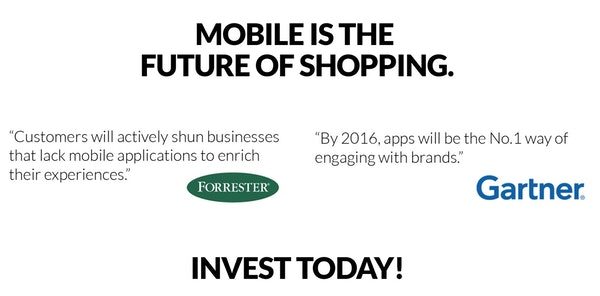 MOBILE IS THE
FUTURE OF SHOPPING.
“Customers will actively shun businesses
that lack mobile applications to enrich
their experiences.”
FORRESTER®
“By 2016, apps will be the No.1 way of
engaging with brands.”
Gartner®
INVEST TODAY!